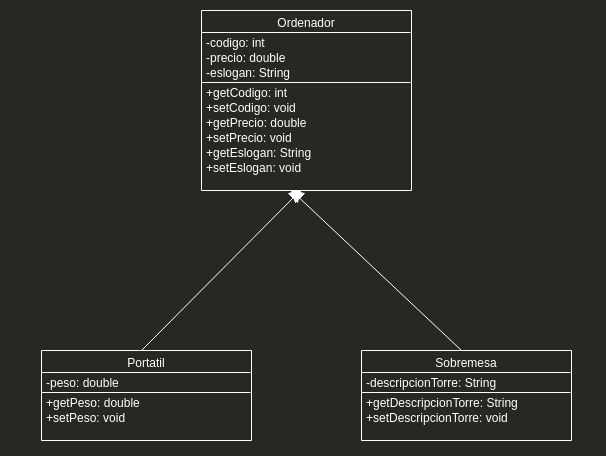 Ordenador
-codigo: int
-precio: double
-eslogan: String
+getCodigo: int
+setCodigo: void
+getPrecio: double
+setPrecio: void
+getEslogan: String
+setEslogan: void
Portatil
-peso: double
+getPeso: double
+setPeso: void
Sobremesa
-descripcionTorre: String
+getDescripcionTorre: String
+setDescripcionTorre: void